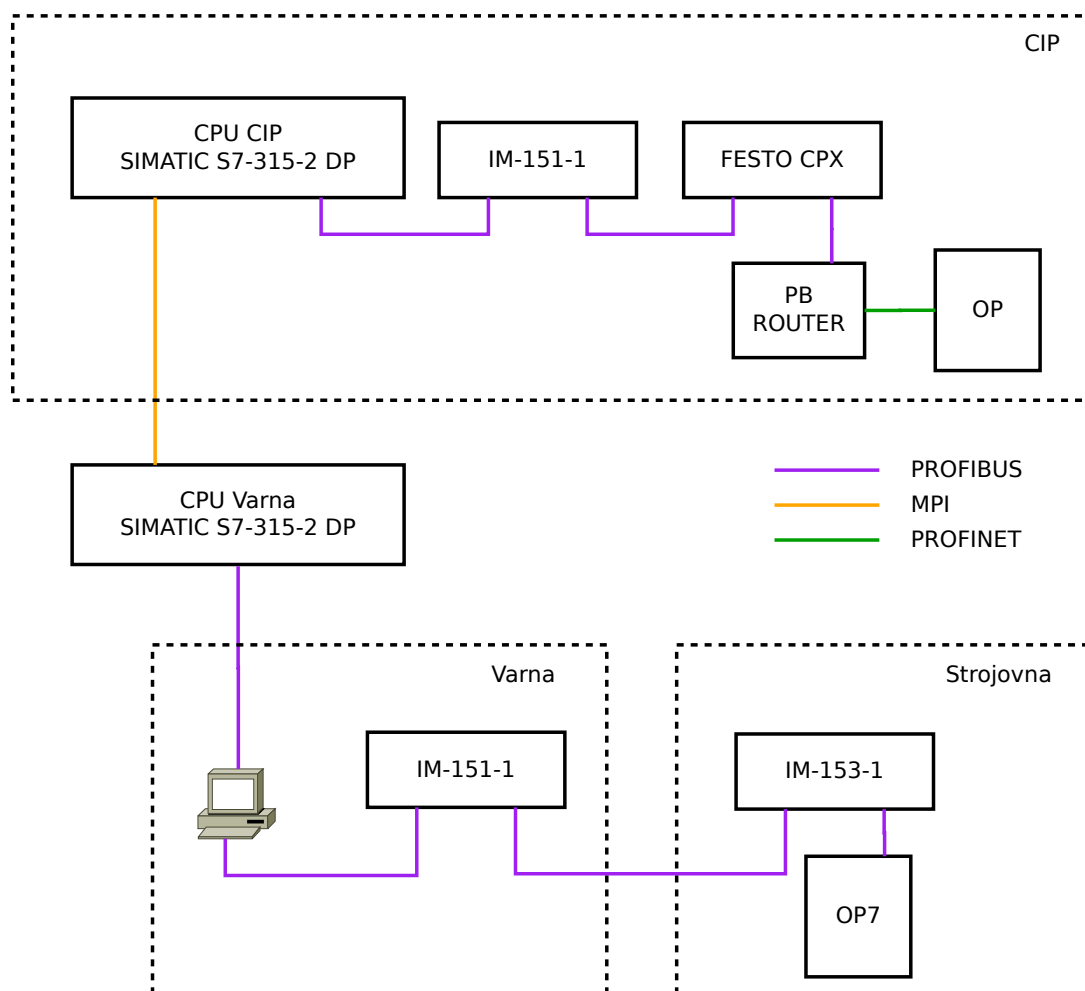 CIP
CPU CIP
SIMATIC S7-315-2 DP
IM-151-1
FESTO CPX
PB
ROUTER
OP
CPU Varna
SIMATIC S7-315-2 DP
PROFIBUS
MPI
PROFINET
Varna
Strojovna
IM-151-1
IM-153-1
OP7